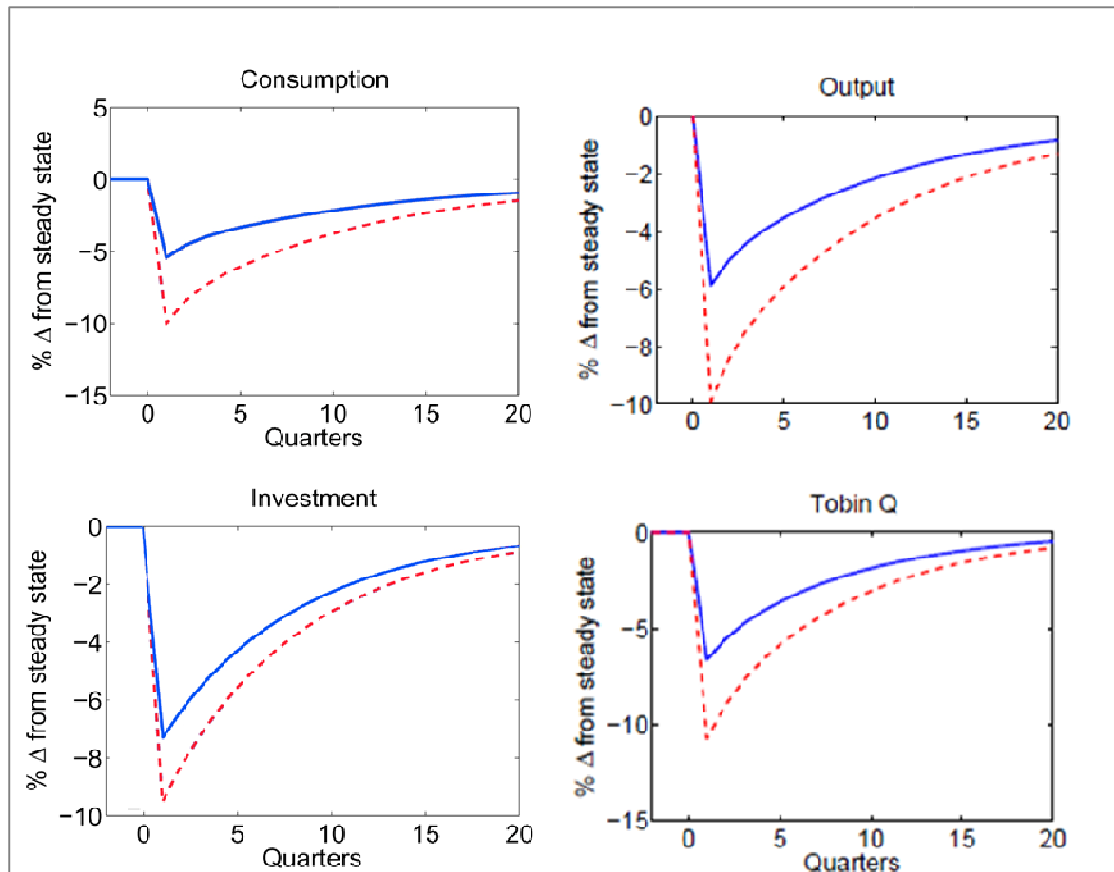 Consumption
5
0
−5
−10
−15
% Δ from steady state
0 5 10 15 20
Quarters
Output
0
−2
−4
−6
−8
−10
% Δ from steady state
0 5 10 15 20
Investment
0
−2
−4
−6
−8
−10
% Δ from steady state
0 5 10 15 20
Quarters
Tobin Q
0
−5
−10
−15
% Δ from steady state
0 5 10 15 20
Quarters